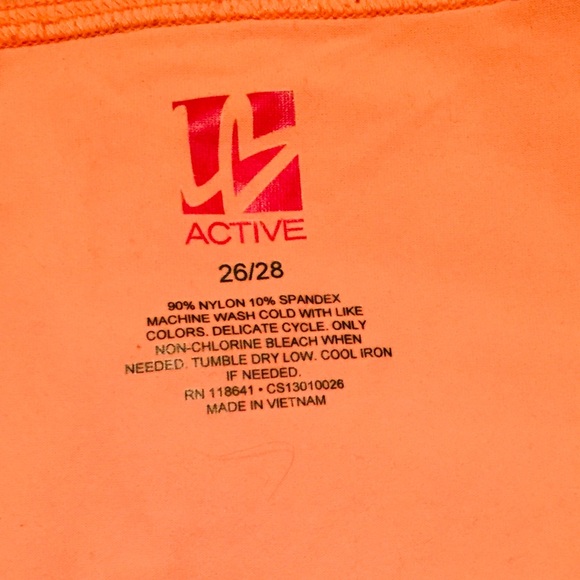 LB
ACTIVE
26/28
90% NYLON 10% SPANDEX
MACHINE WASH COLD WITH LIKE
COLORS. DELICATE CYCLE. ONLY
NON-CHLORINE BLEACH WHEN
NEEDED. TUMBLE DRY LOW. COOL IRON
IF NEEDED.
RN 118641 • CS13010026
MADE IN VIETNAM